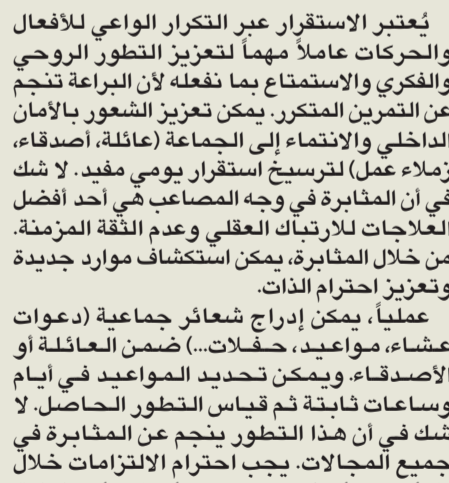 يُعتبر الاستقرار عبر التكرار الواعي للأفعال
والحركات عاملاً مهماً لتعزيز التطور الروحي
والفكري والاستمتاع بما نفعله لأن البراعة تنجم
عن التمرين المتكرر. يمكن تعزيز الشعور بالأمان
الداخلي والانتماء إلى الجماعة (عائلة، أصدقاء،
زملاء عمل) لترسيخ استقرار يومي مفيد. لا شك
في أن المثابرة في وجه المصاعب هي أحد أفضل
العلاجات للارتباك العقلي وعدم الثقة المزمنة.
من خلال المثابرة، يمكن استكشاف موارد جديدة
وتعزيز احترام الذات.
عملياً، يمكن إدراج شعائر جماعية (دعوات
عشاء، مواعيد، حفلات...) ضمن العائلة أو
الأصدقاء. ويمكن تحديد المواعيد في أيام
وساعات ثابتة ثم قياس التطور الحاصل. لا
شك في أن هذا التطور ينجم عن المثابرة في
جميع المجالات. يجب احترام الالتزامات خلال